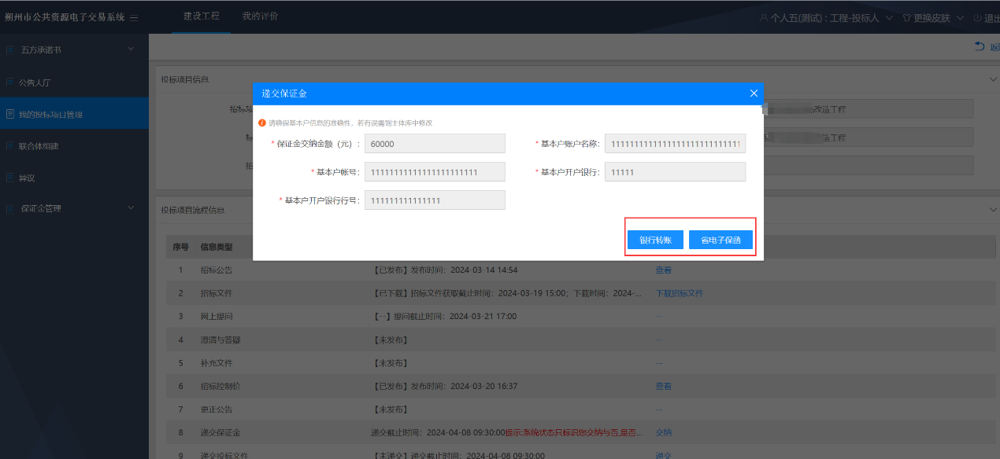 朔州市公共资源电子交易系统
建设工程
我的评价
个人五(测试)：工程-投标人
更换皮肤
退出
五方承诺书
公告大厅
我的投标项目管理
联合体组建
异议
保证金管理
投标项目信息
招标项
改造工程
造工程
递交保证金
请确保基本户信息的准确性，若有误需到主体库中修改
* 保证金交纳金额（元）： 60000
* 基本户账户名称：
* 基本户帐号：
* 基本户开户银行： 11111
* 基本户开户银行行号： 111111111111111
银行转账
省电子保函
投标项目流程信息
序号 信息类型
1 招标公告 【已发布】发布时间：2024-03-14 14:54 查看
2 招标文件 【已下载】招标文件获取截止时间：2024-03-19 15:00；下载时间：2024-... 下载招标文件
3 网上提问 【--】提问截止时间：2024-03-21 17:00 --
4 澄清与答疑 【未发布】 --
5 补充文件 【未发布】 --
6 招标控制价 【已发布】发布时间：2024-03-20 16:37 查看
7 更正公告 【未发布】 --
8 递交保证金 递交截止时间：2024-04-08 09:30:00提示:系统状态只标识您交纳与否,是否... 交纳
9 递交投标文件 【未递交】递交截止时间：2024-04-08 09:30:00 递交